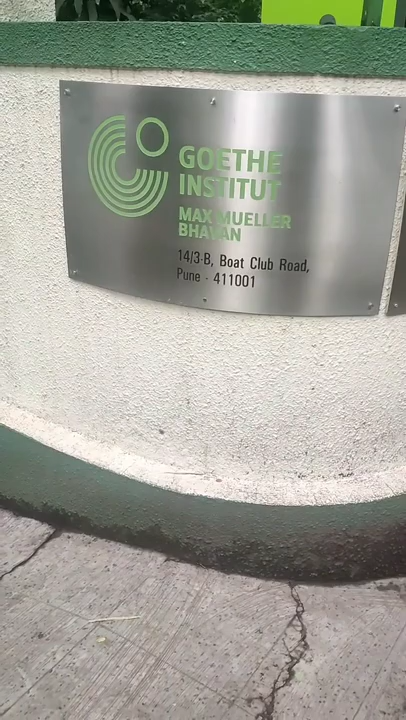 GOETHE
INSTITUT
MAX MUELLER
BHAVAN
14/3-B, Boat Club Road,
Pune - 411001